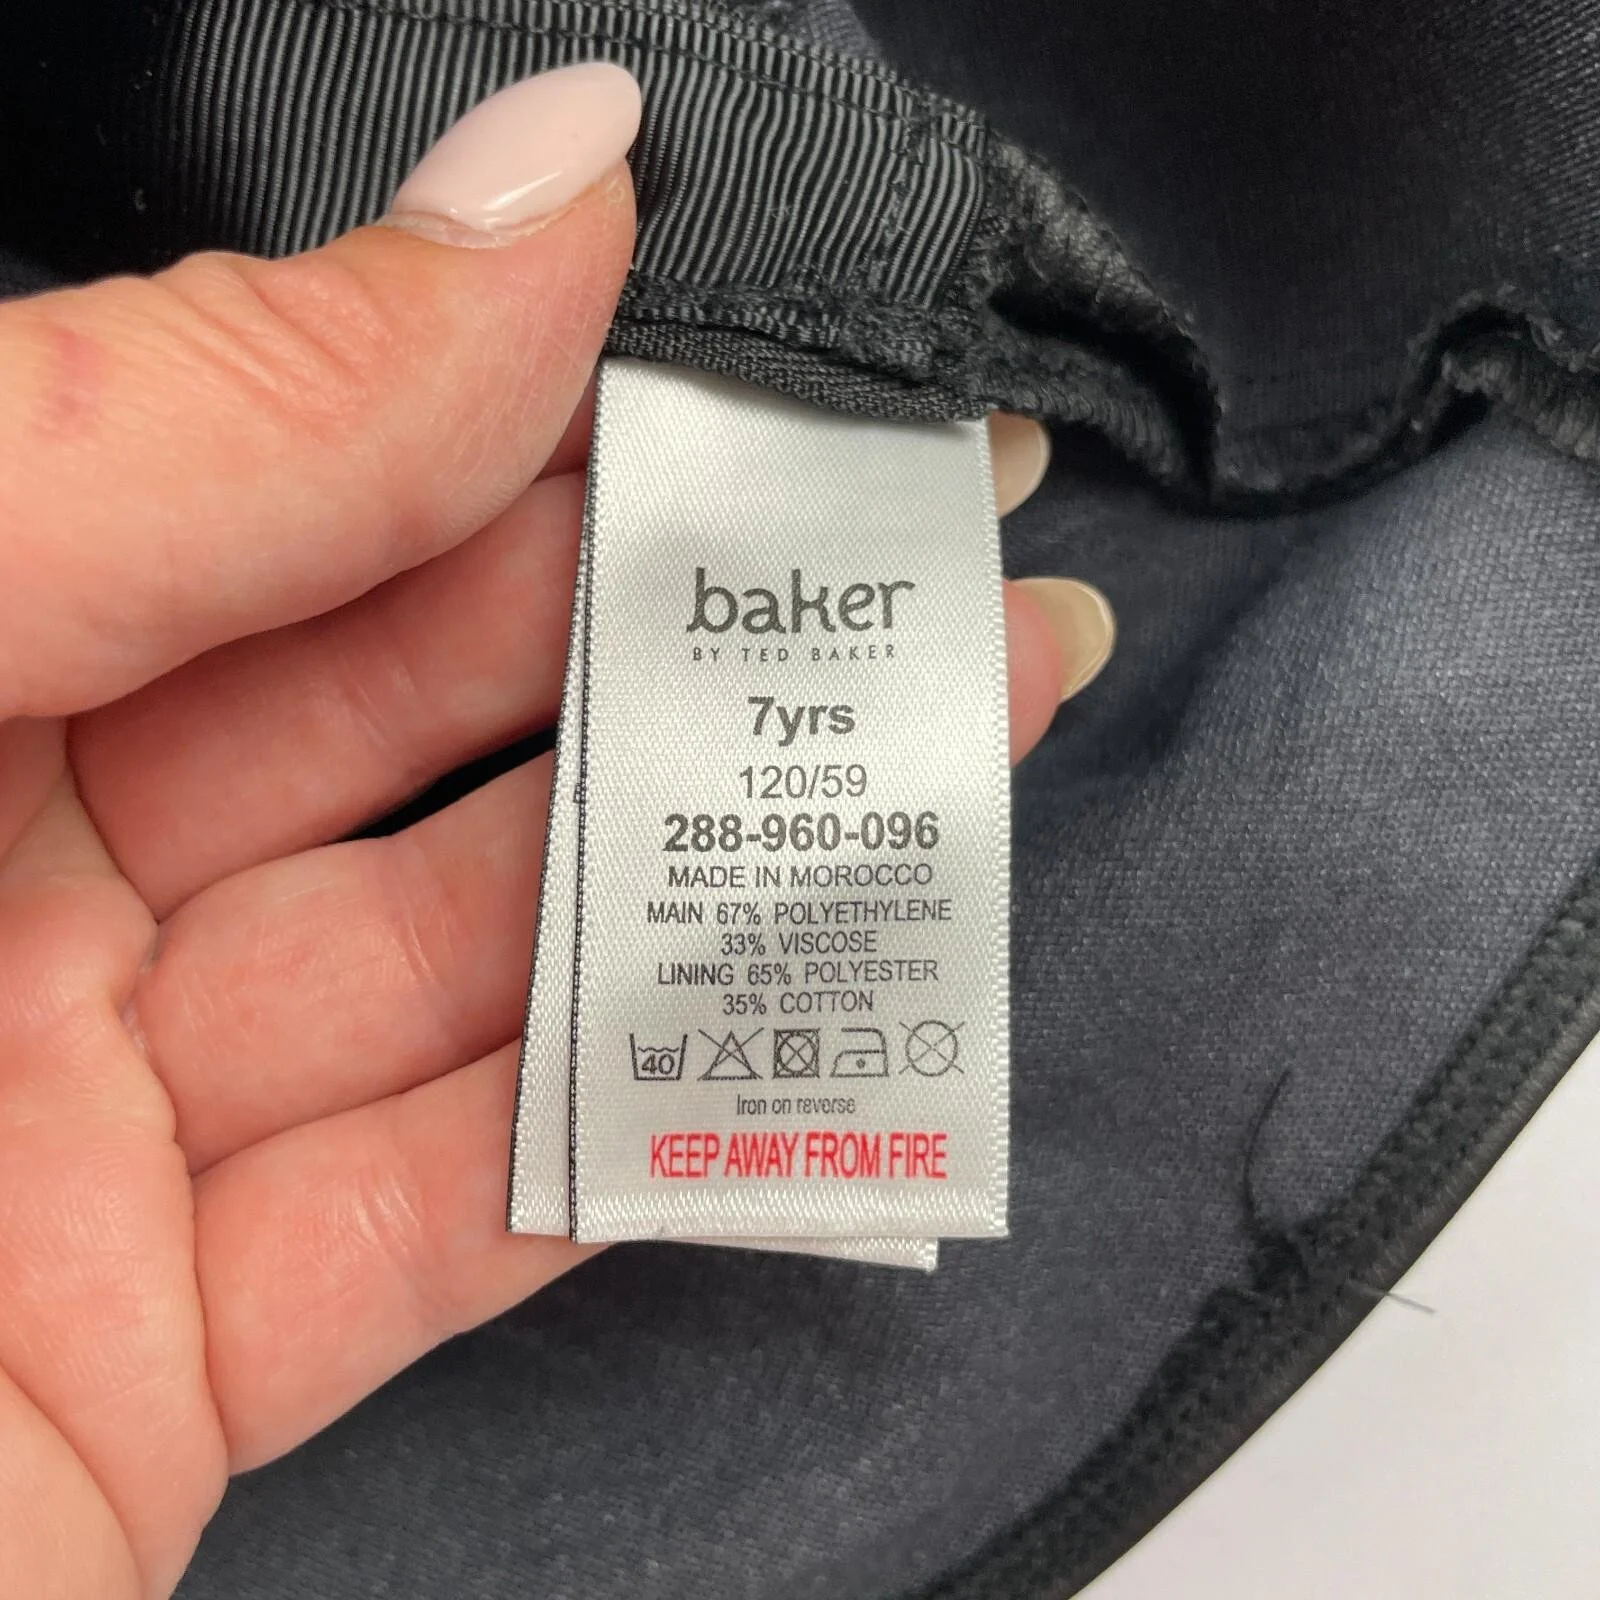 baker
BY TED BAKER
7yrs
120/59
288-960-096
MADE IN MOROCCO
MAIN 67% POLYETHYLENE
33% VISCOSE
LINING 65% POLYESTER
35% COTTON
40
Iron on reverse
KEEP AWAY FROM FIRE